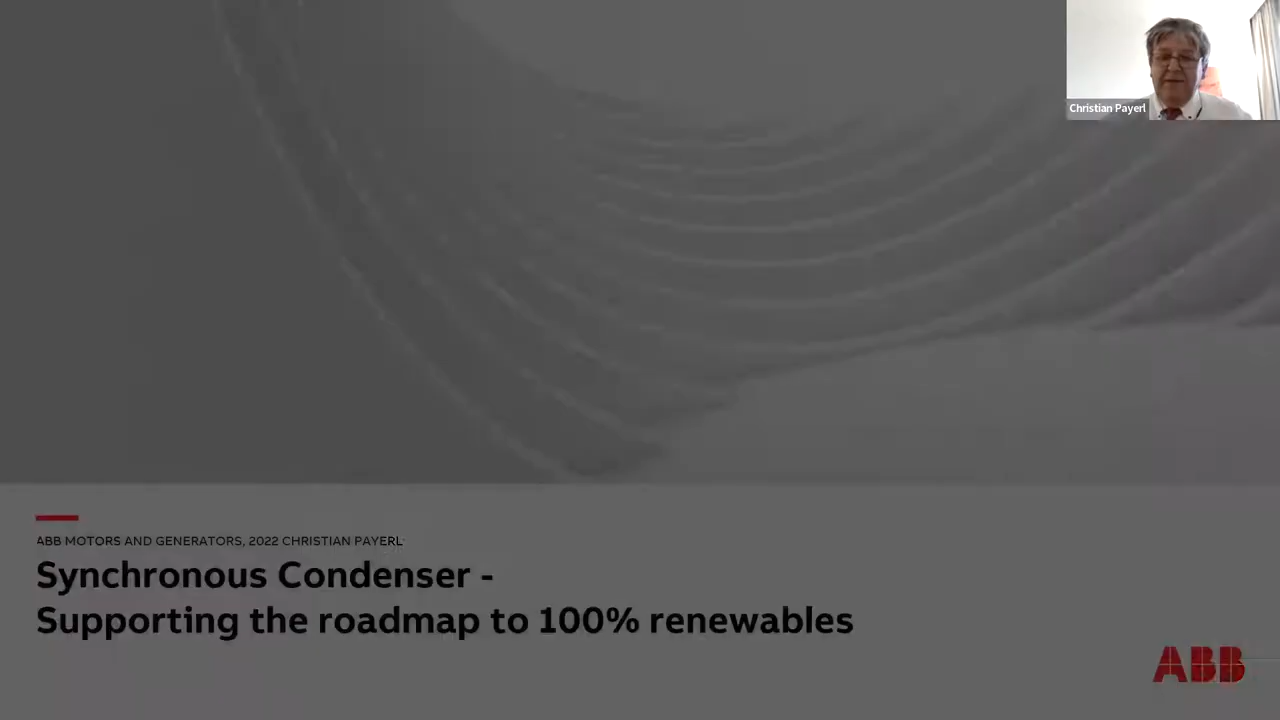 Christian Payerl
ABB MOTORS AND GENERATORS, 2022 CHRISTIAN PAYERL
Synchronous Condenser -
Supporting the roadmap to 100% renewables
ABB